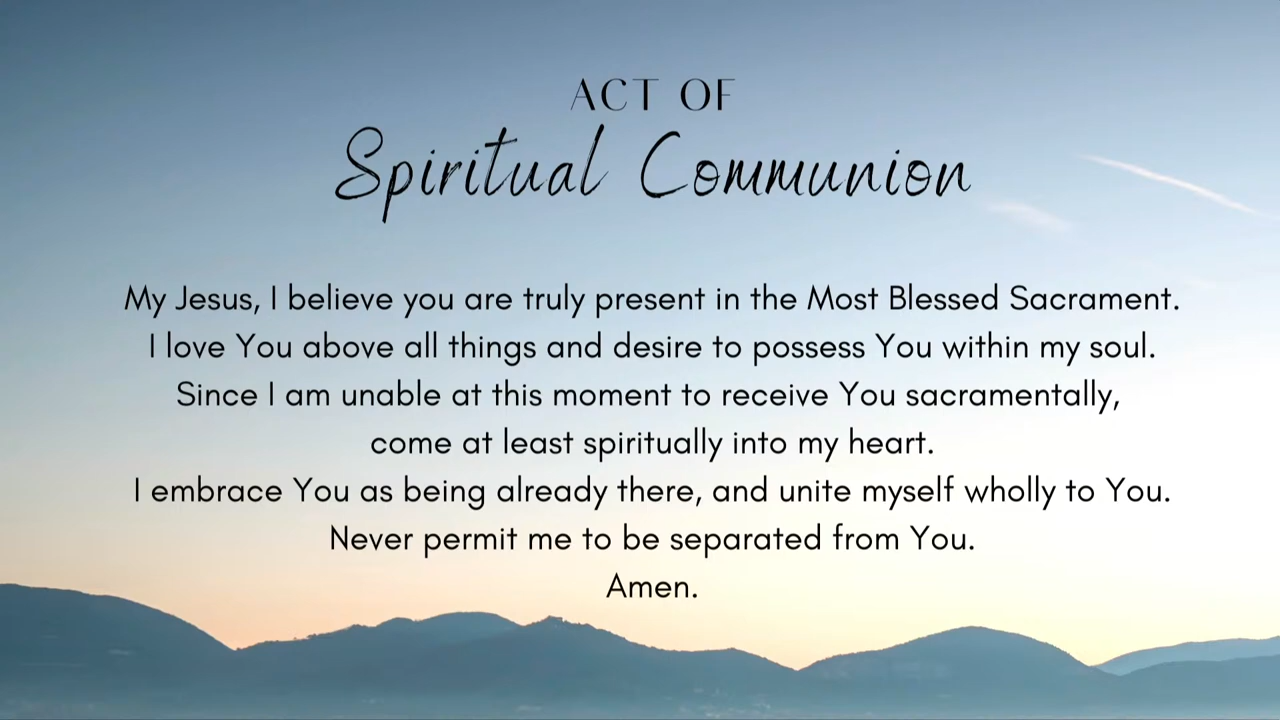 ACT OF
Spiritual Communion
My Jesus, I believe you are truly present in the Most Blessed Sacrament.
I love You above all things and desire to possess You within my soul.
Since I am unable at this moment to receive You sacramentally,
come at least spiritually into my heart.
I embrace You as being already there, and unite myself wholly to You.
Never permit me to be separated from You.
Amen.